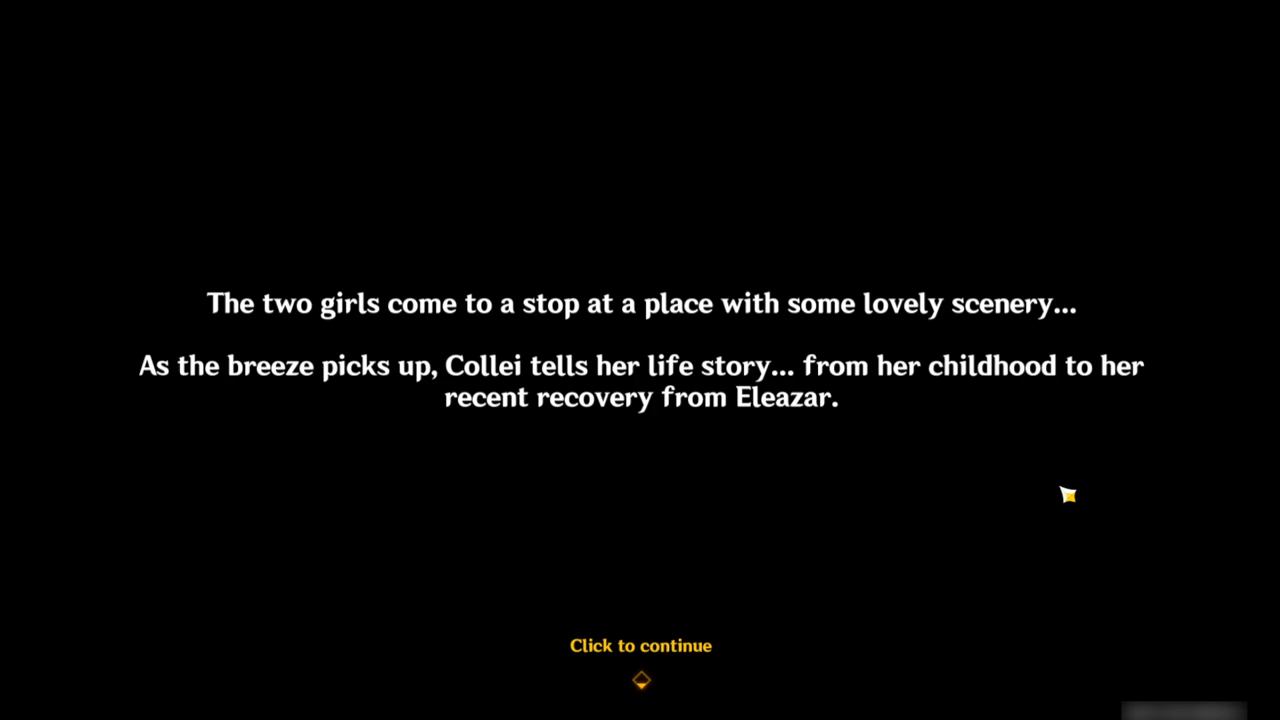 The two girls come to a stop at a place with some lovely scenery...
As the breeze picks up, Collei tells her life story... from her childhood to her
recent recovery from Eleazar.
Click to continue